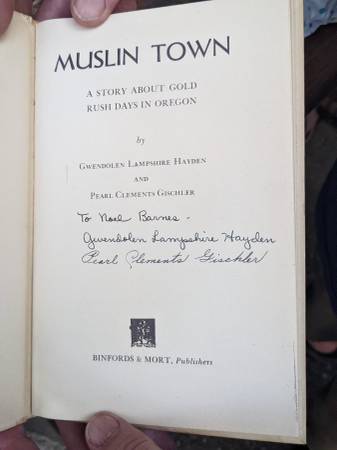 MUSLIN TOWN
A STORY ABOUT GOLD
RUSH DAYS IN OREGON
by
GWENDOLEN LAMPSHIRE HAYDEN
AND
PEARL CLEMENTS GISCHLER
To Noel Barnes -
Gwendolen Lampshire Hayden
Pearl Clements Gischler
BINFORDS & MORT, Publishers